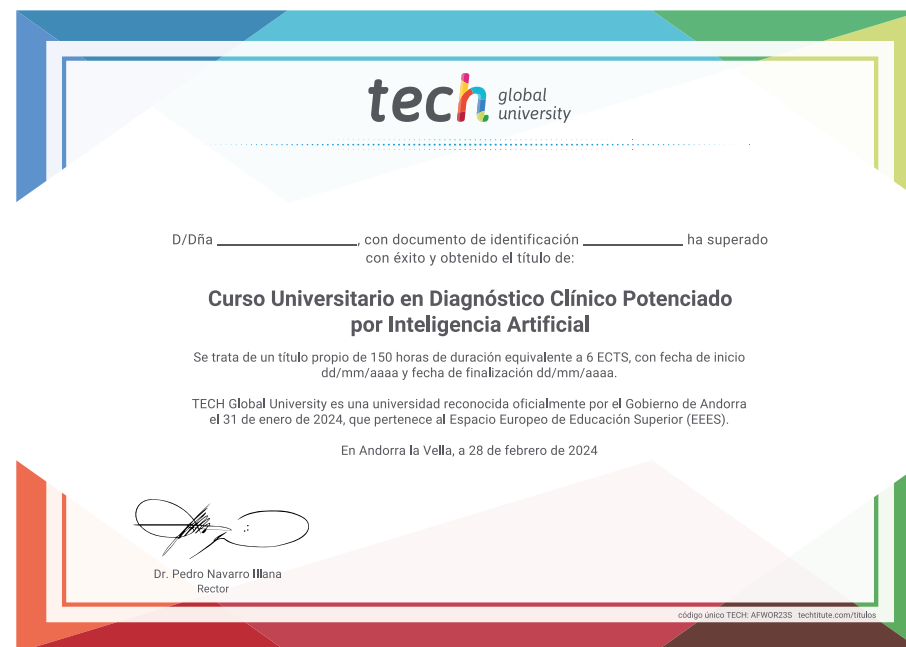 tech global university
D/Dña ______________, con documento de identificación __________ ha superado
con éxito y obtenido el título de:
Curso Universitario en Diagnóstico Clínico Potenciado
por Inteligencia Artificial
Se trata de un título propio de 150 horas de duración equivalente a 6 ECTS, con fecha de inicio
dd/mm/aaaa y fecha de finalización dd/mm/aaaa.
TECH Global University es una universidad reconocida oficialmente por el Gobierno de Andorra
el 31 de enero de 2024, que pertenece al Espacio Europeo de Educación Superior (EEES).
En Andorra la Vella, a 28 de febrero de 2024
Dr. Pedro Navarro Illana
Rector
código único TECH: AFWOR23S techtitute.com/titulos